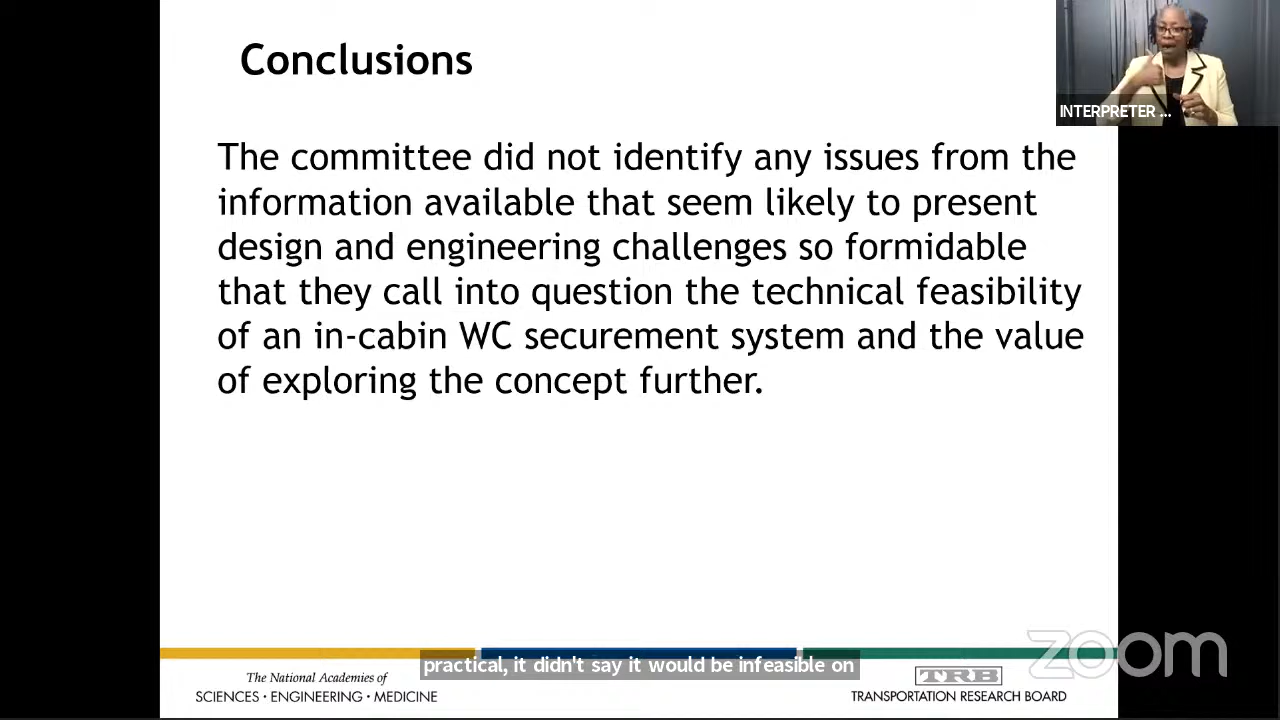 Conclusions
INTERPRETER ...
The committee did not identify any issues from the
information available that seem likely to present
design and engineering challenges so formidable
that they call into question the technical feasibility
of an in-cabin WC securement system and the value
of exploring the concept further.
zoom
practical, it didn't say it would be infeasible on
The National Academies of
SCIENCES · ENGINEERING · MEDICINE
TRB
TRANSPORTATION RESEARCH BOARD